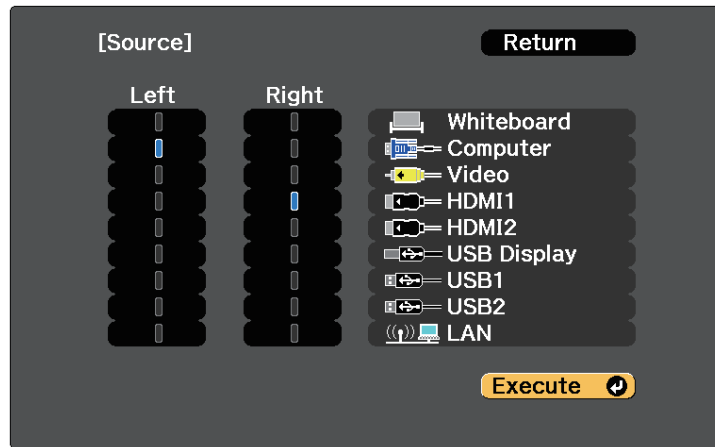 [Source] Return
Left Right
Whiteboard
Computer
Video
HDMI1
HDMI2
USB Display
USB1
USB2
LAN
Execute